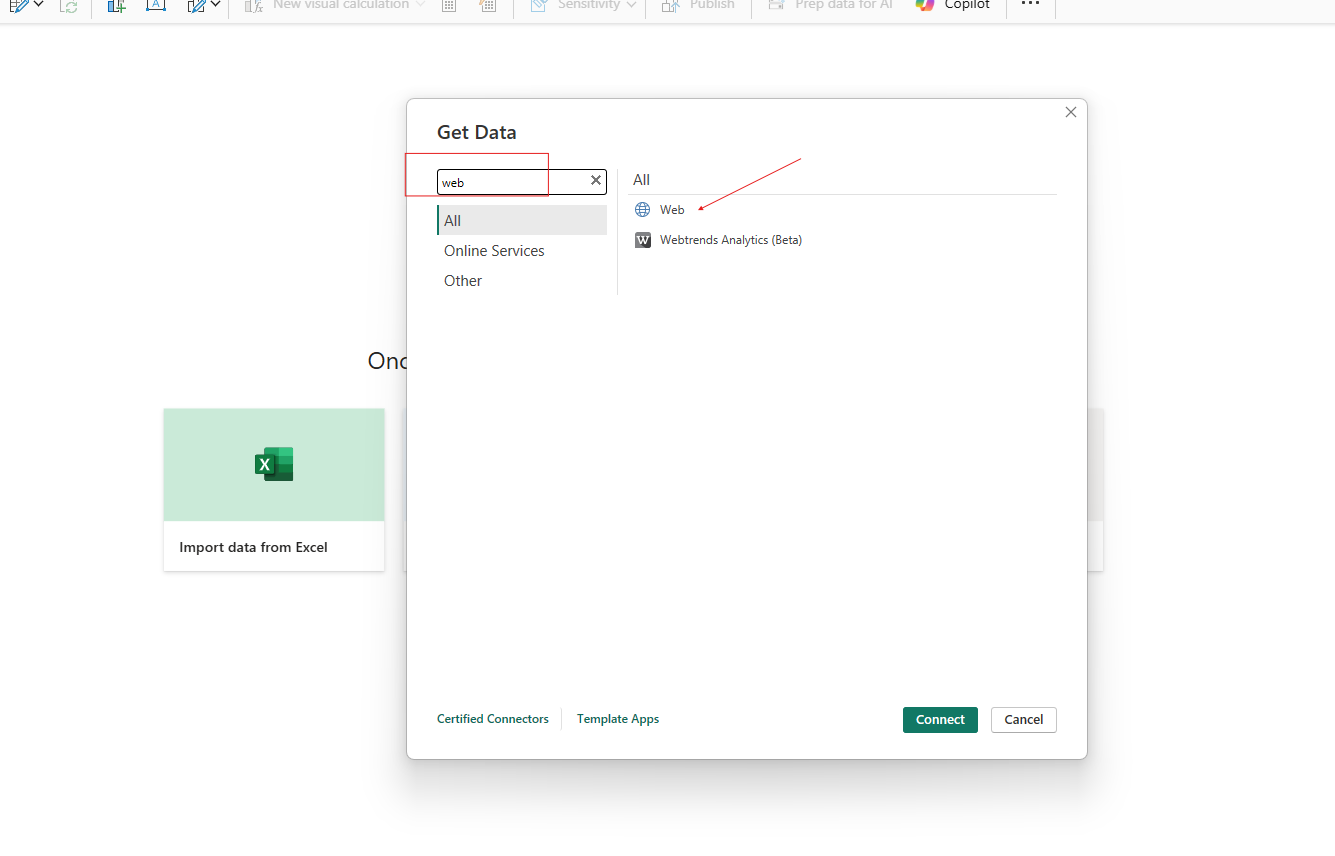 New visual calculation
Sensitivity
Publish
Prep data for AI
Copilot
Get Data
web
All
Online Services
Other
All
Web
W Webtrends Analytics (Beta)
Onc
X
Import data from Excel
Certified Connectors
Template Apps
Connect
Cancel